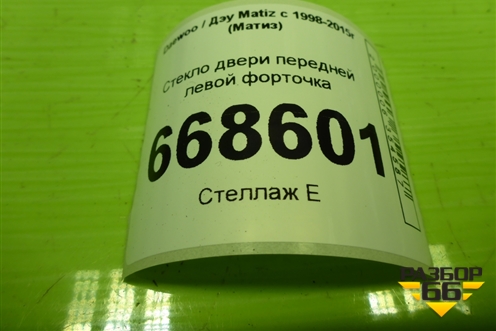 Daewoo / Дэу Matiz с 1998-2015г
(Матиз)
Стекло двери передней
левой форточка
668601
Стеллаж Е
РАЗБОР
66